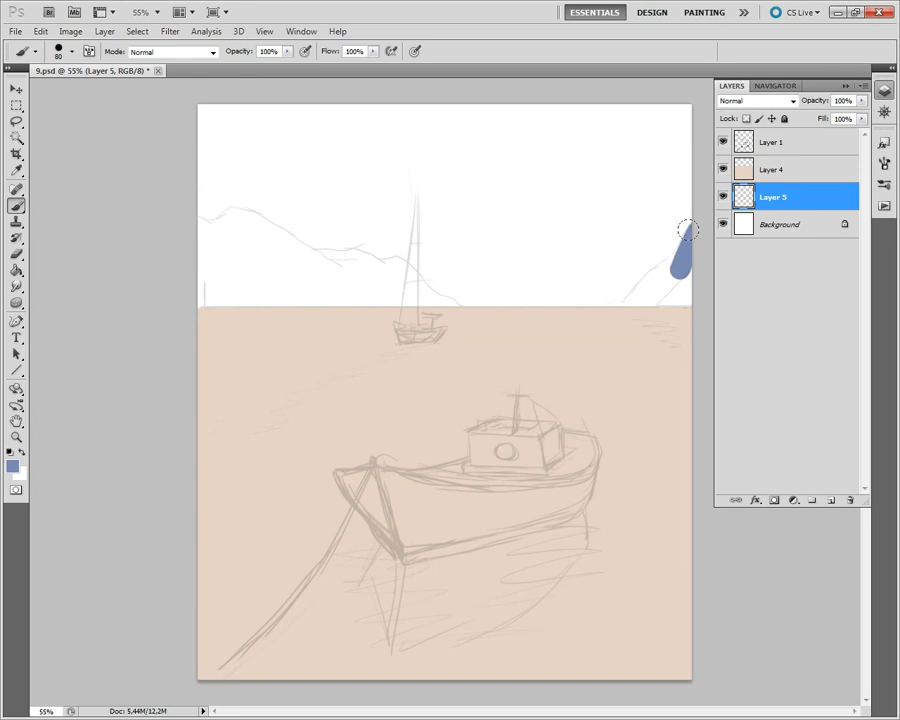 Ps Br Mb 55% ESSENTIALS DESIGN PAINTING CS Live
File Edit Image Layer Select Filter Analysis 3D View Window Help
80 Mode: Normal Opacity: 100% Flow: 100%
9.psd @ 55% (Layer 5, RGB/8) *
LAYERS NAVIGATOR
Normal Opacity: 100%
Lock: Fill: 100%
Layer 1
Layer 4
Layer 5
Background
T
fx
55% Doc: 5,44M/12,2M